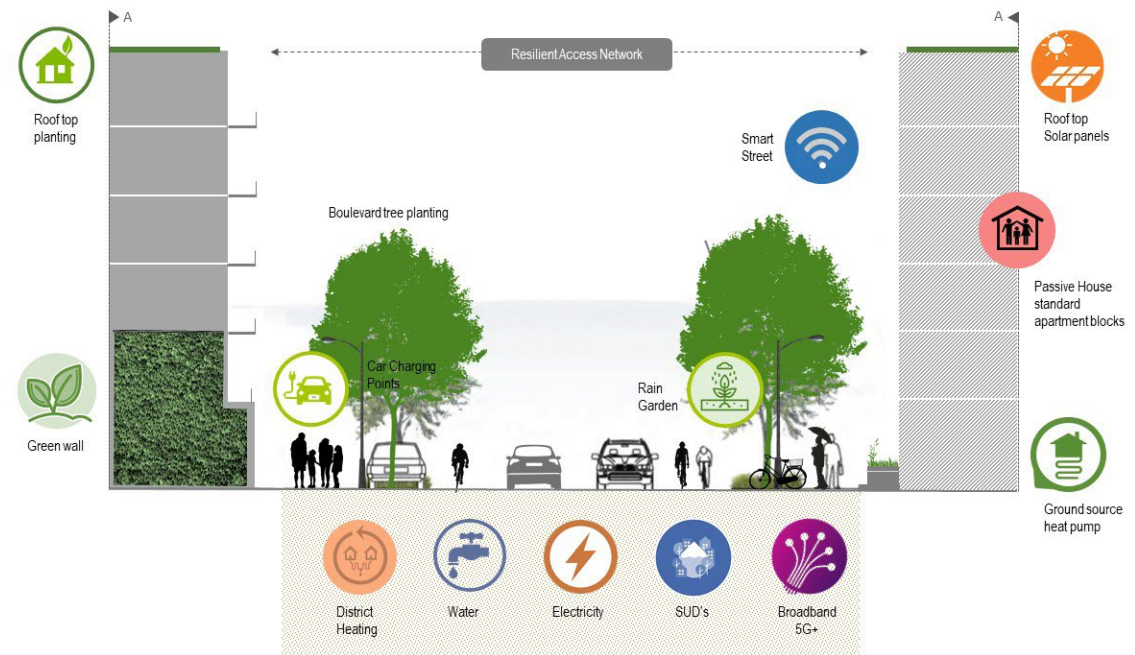 A
A
Resilient Access Network
Roof top
planting
Roof top
Solar panels
Smart
Street
Boulevard tree planting
Passive House
standard
apartment blocks
Car Charging
Points
Rain
Garden
Green wall
Ground source
heat pump
District
Heating
Water
Electricity
SUD's
Broadband
5G+